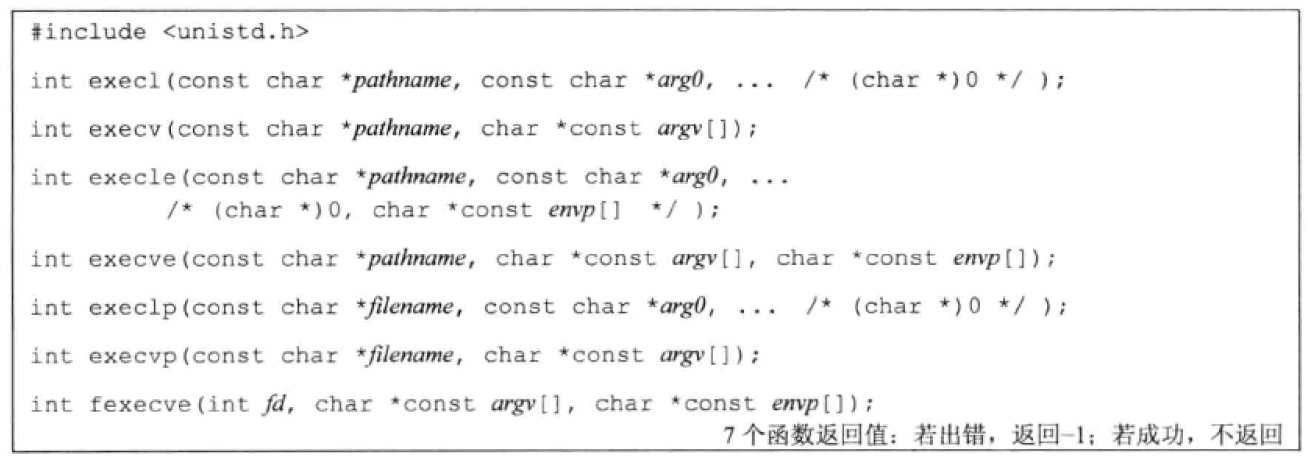 #include <unistd.h>
int execl(const char *pathname, const char *arg0, ... /* (char *)0 */ );
int execv(const char *pathname, char *const argv[]);
int execle(const char *pathname, const char *arg0, ...
/* (char *)0, char *const envp[] */ );
int execve(const char *pathname, char *const argv[], char *const envp[]);
int execlp(const char *filename, const char *arg0, ... /* (char *)0 */ );
int execvp(const char *filename, char *const argv[]);
int fexecve(int fd, char *const argv[], char *const envp[]);
7个函数返回值：若出错，返回-1；若成功，不返回